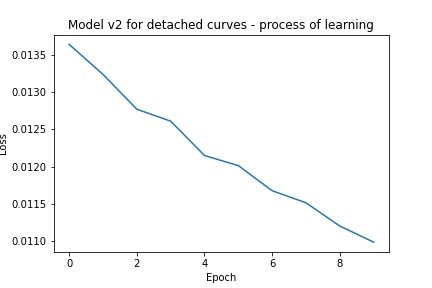 Model v2 for detached curves - process of learning
0.0135
0.0130
0.0125
0.0120
0.0115
0.0110
Loss
0 2 4 6 8
Epoch